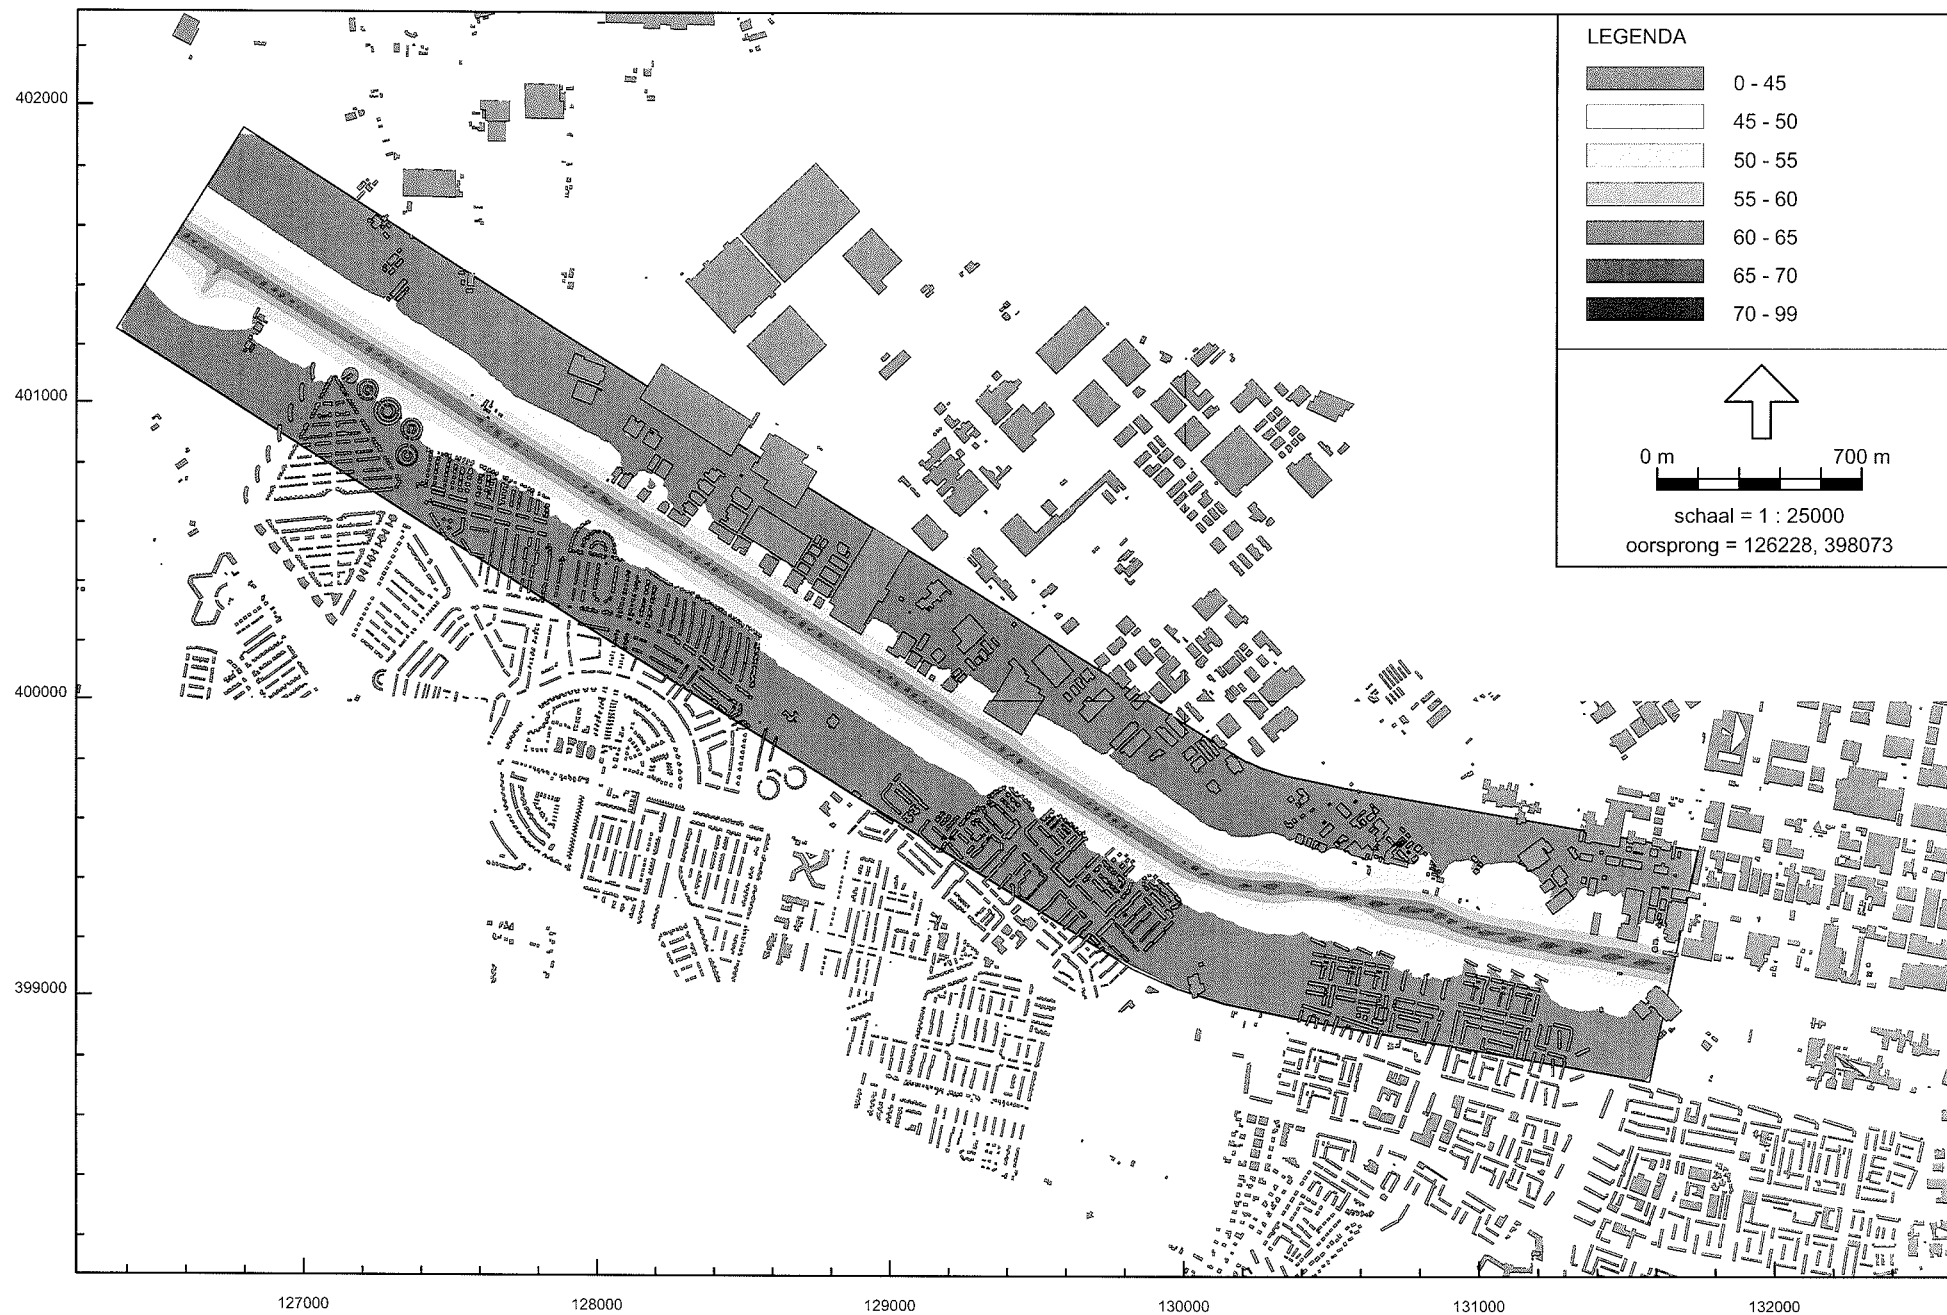 LEGENDA
0 - 45
45 - 50
50 - 55
55 - 60
60 - 65
65 - 70
70 - 99
0 m 700 m
schaal = 1 : 25000
oorsprong = 126228, 398073
402000
401000
400000
399000
127000 128000 129000 130000 131000 132000